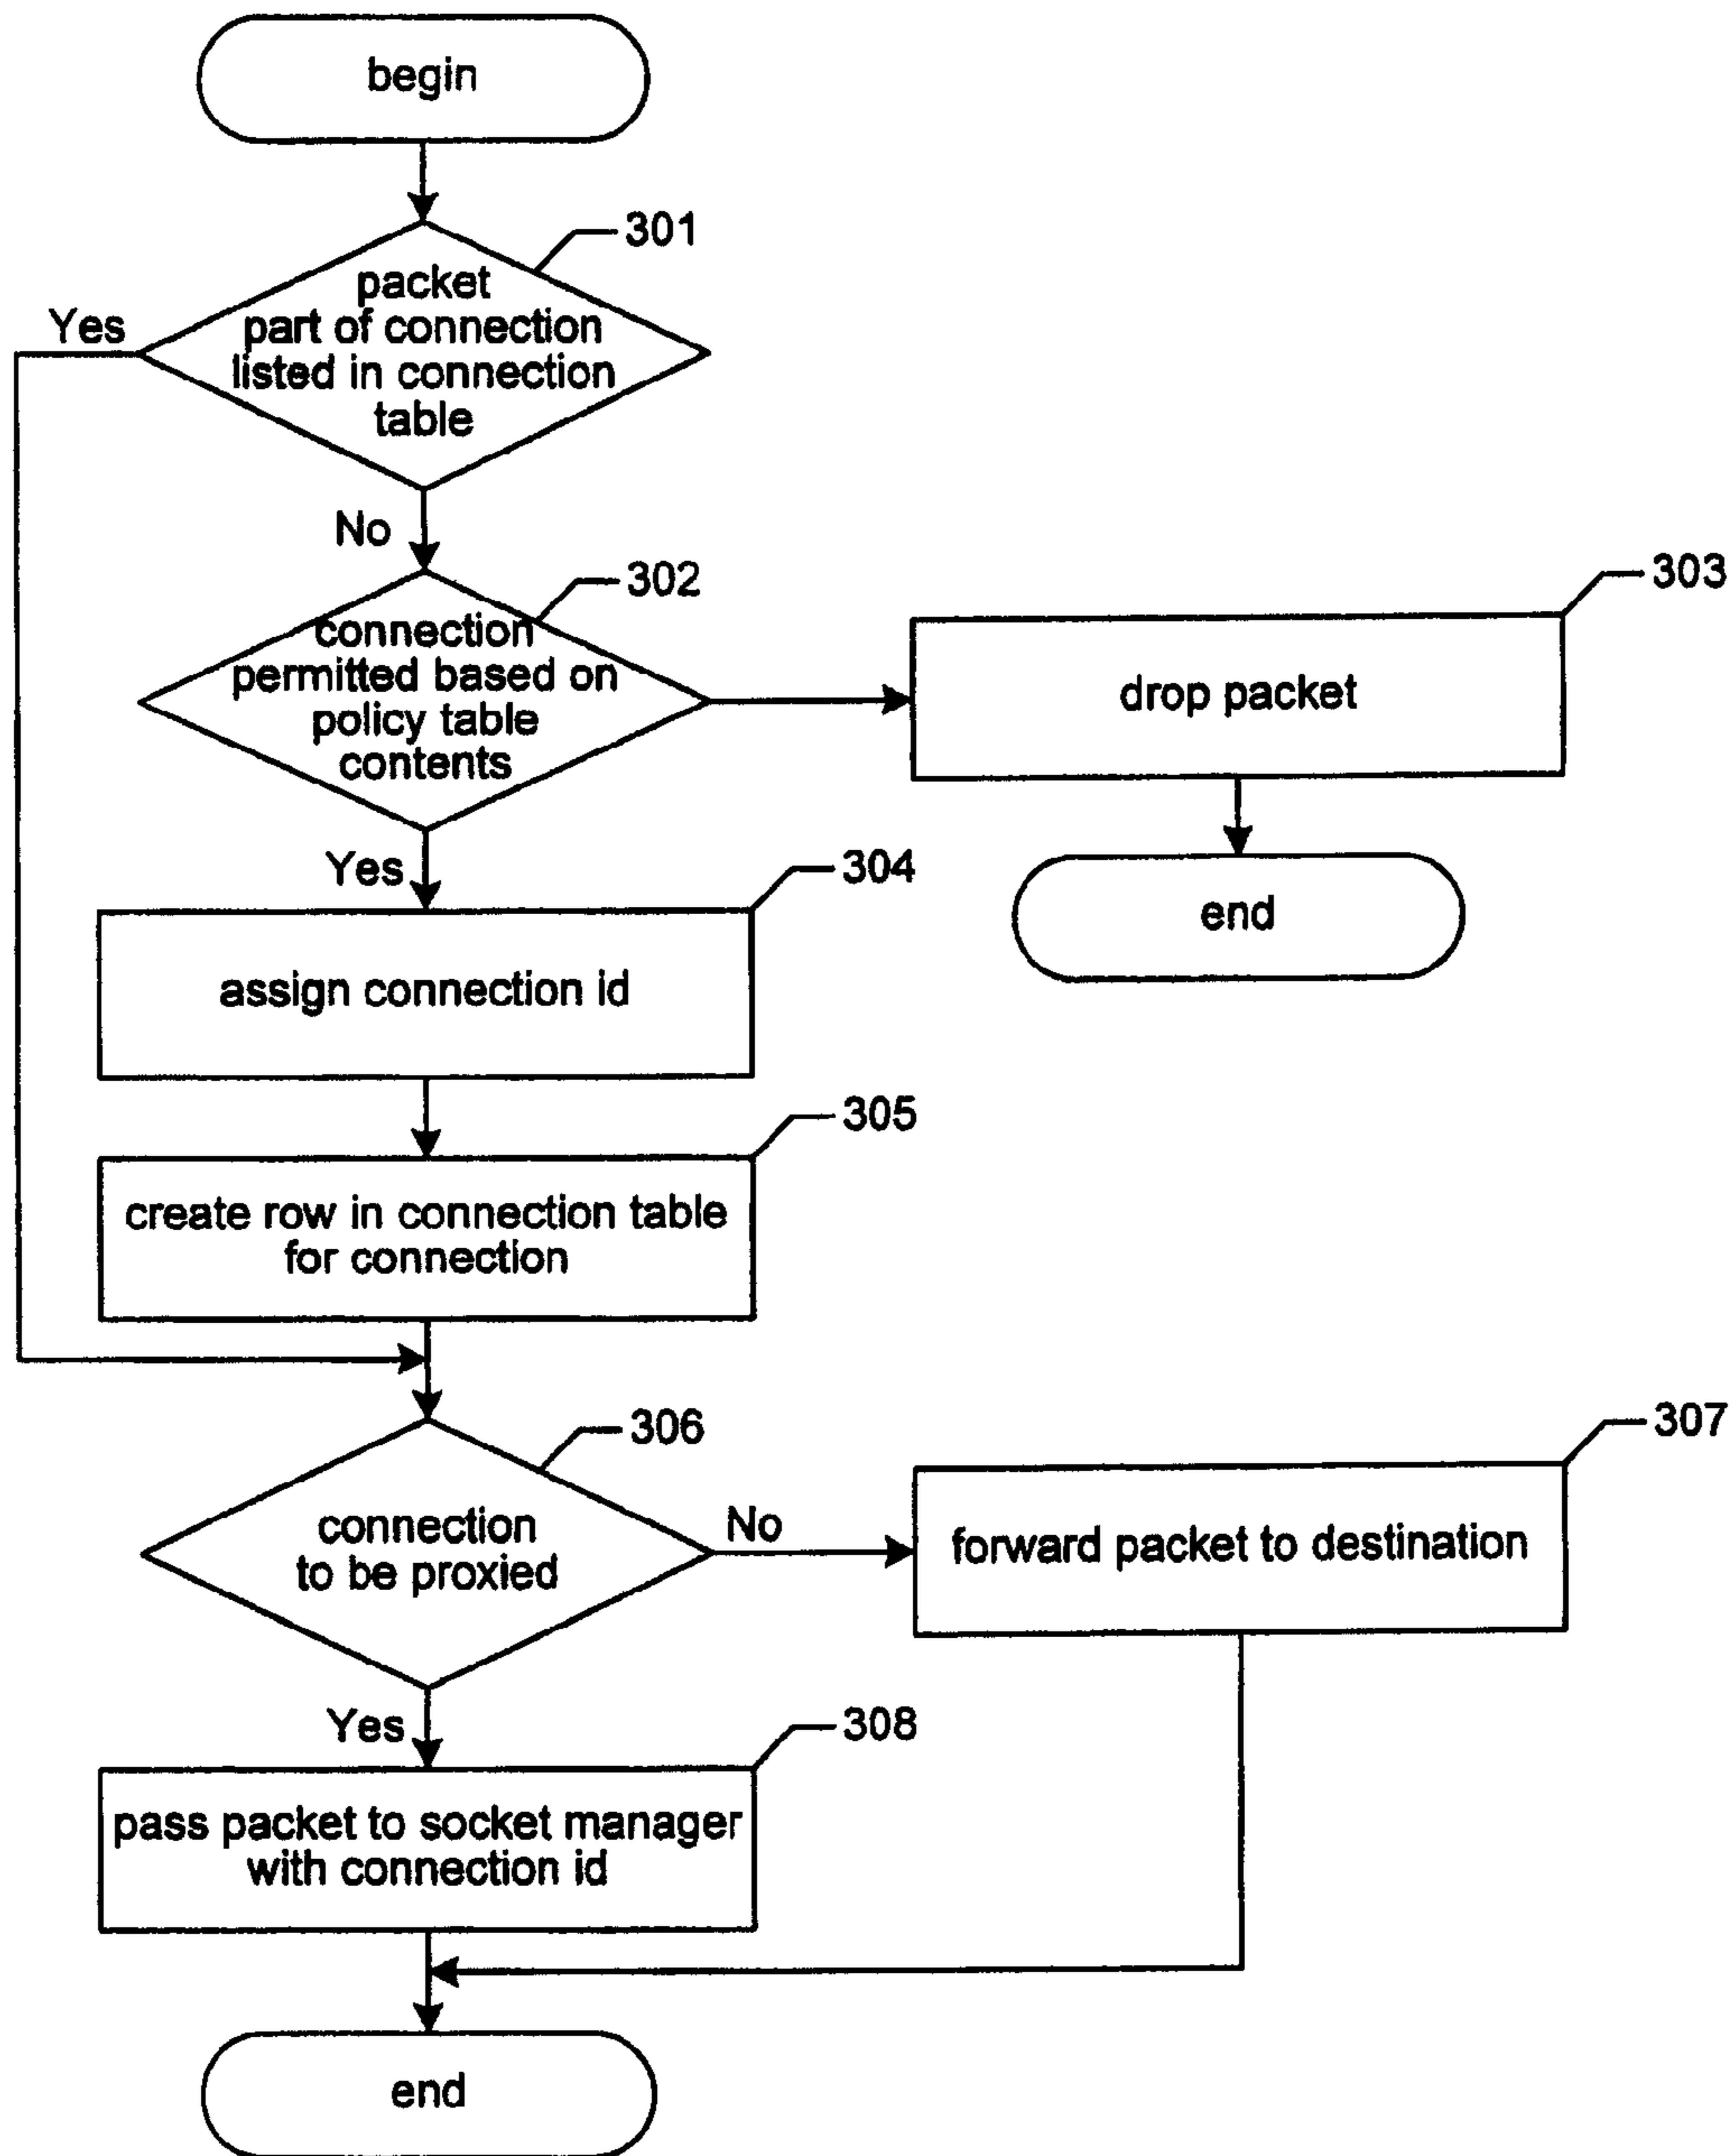 begin
301
packet
part of connection
listed in connection
table
Yes
No
302
connection
permitted based on
policy table
contents
303
drop packet
end
Yes
304
assign connection id
305
create row in connection table
for connection
306
connection
to be proxied
No
307
forward packet to destination
Yes
308
pass packet to socket manager
with connection id
end